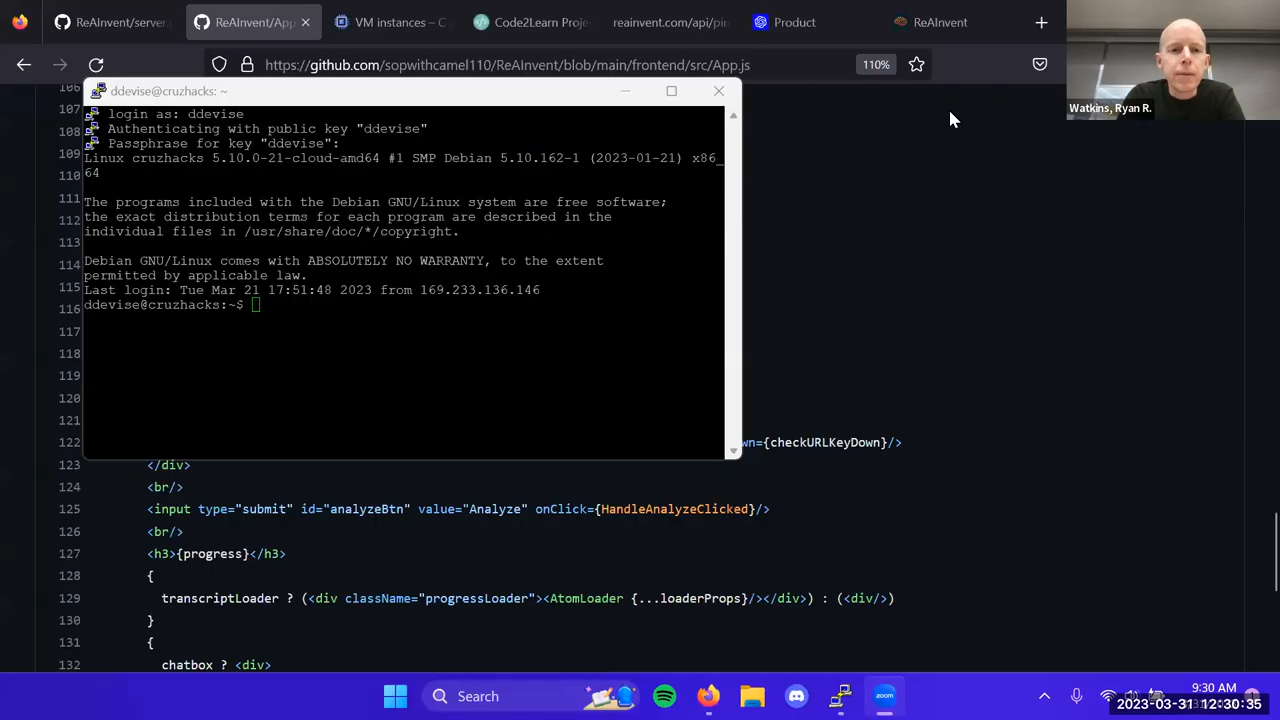 ReAInvent/server.
ReAInvent/App
VM instances – C
Code2Learn Proje
reainvent.com/api/pin
Product
ReAInvent
https://github.com/sopwithcamel110/ReAInvent/blob/main/frontend/src/App.js
110%
Watkins, Ryan R.
ddevise@cruzhacks: ~
login as: ddevise
Authenticating with public key "ddevise"
Passphrase for key "ddevise":
Linux cruzhacks 5.10.0-21-cloud-amd64 #1 SMP Debian 5.10.162-1 (2023-01-21) x86_
64
The programs included with the Debian GNU/Linux system are free software;
the exact distribution terms for each program are described in the
individual files in /usr/share/doc/*/copyright.
Debian GNU/Linux comes with ABSOLUTELY NO WARRANTY, to the extent
permitted by applicable law.
Last login: Tue Mar 21 17:51:48 2023 from 169.233.136.146
ddevise@cruzhacks:~$
106
107
108
109
110
111
112
113
114
115
116
117
118
119
120
121
122 wn={checkURLKeyDown}/>
123 </div>
124 <br/>
125 <input type="submit" id="analyzeBtn" value="Analyze" onClick={HandleAnalyzeClicked}/>
126 <br/>
127 <h3>{progress}</h3>
128 {
129 transcriptLoader ? (<div className="progressLoader"><AtomLoader {...loaderProps}/></div>) : (<div/>)
130 }
131 {
132 chatbox ? <div>
Search
zoom
9:30 AM
2023-03-31 12:30:35